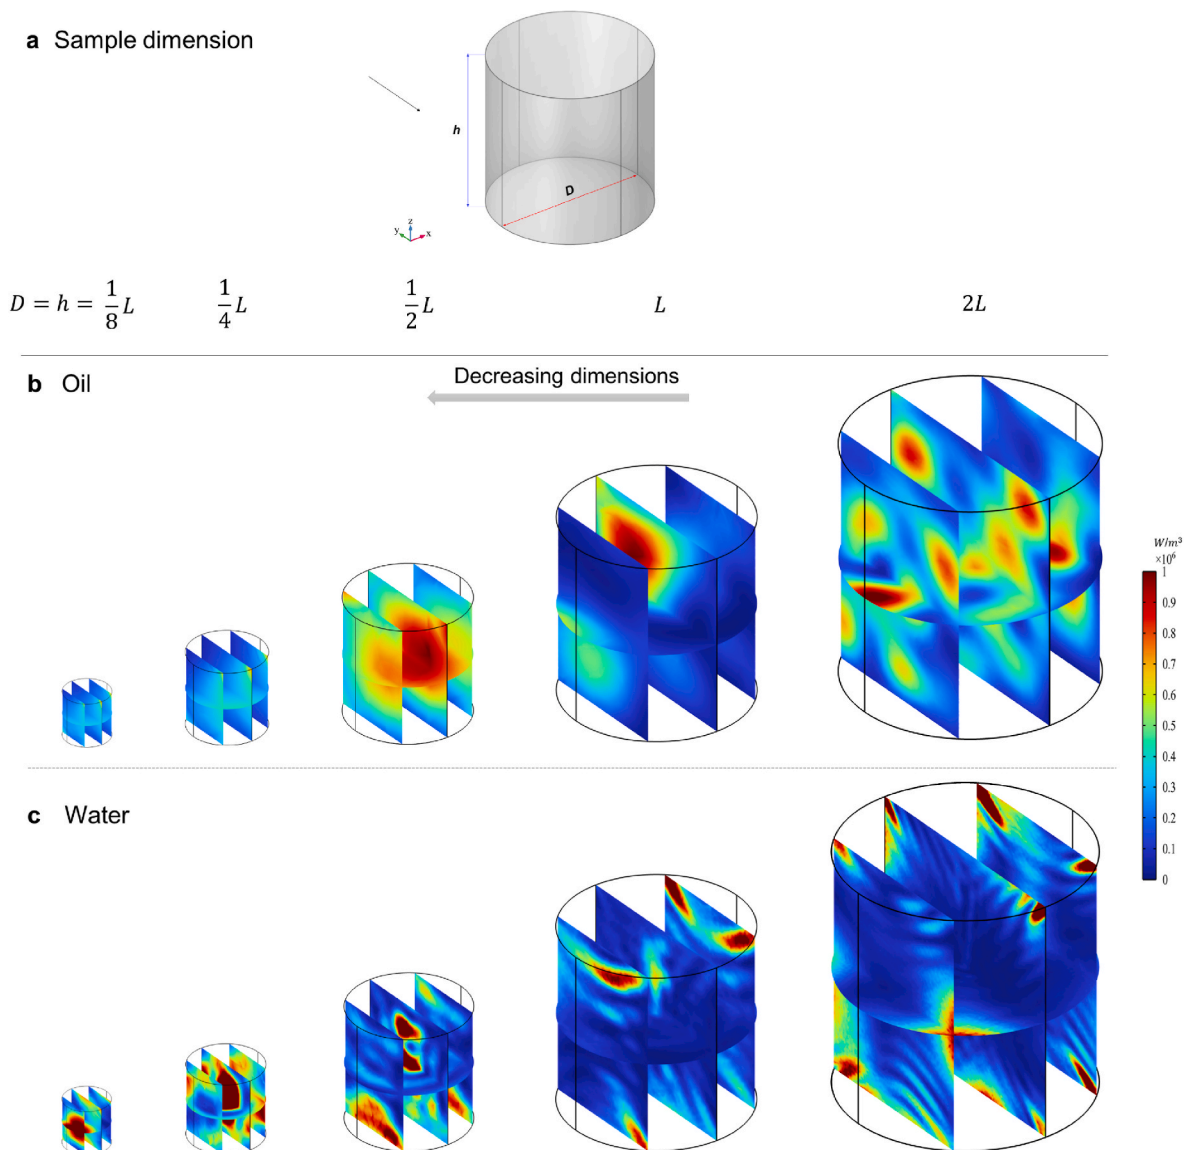 a Sample dimension
h
D
z
y
x
D = h = 1/8 L 1/4 L 1/2 L L 2L
b Oil
Decreasing dimensions
W/m³
×10⁶
1
0.9
0.8
0.7
0.6
0.5
0.4
0.3
0.2
0.1
0
c Water